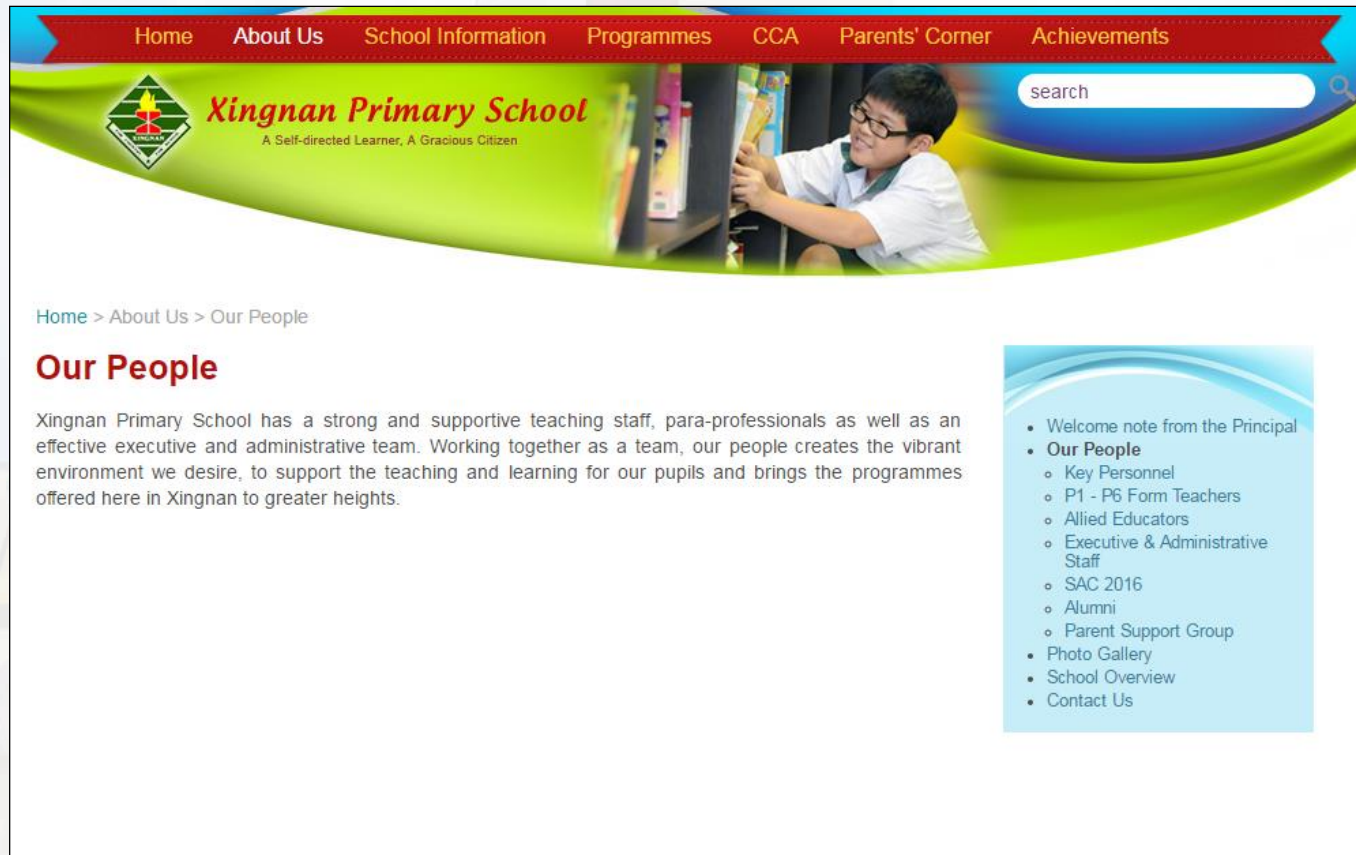 Home About Us School Information Programmes CCA Parents' Corner Achievements
search
XINGNAN
Xingnan Primary School
A Self-directed Learner, A Gracious Citizen
Home > About Us > Our People
Our People
Xingnan Primary School has a strong and supportive teaching staff, para-professionals as well as an
effective executive and administrative team. Working together as a team, our people creates the vibrant
environment we desire, to support the teaching and learning for our pupils and brings the programmes
offered here in Xingnan to greater heights.
Welcome note from the Principal
Our People
Key Personnel
P1 - P6 Form Teachers
Allied Educators
Executive & Administrative
Staff
SAC 2016
Alumni
Parent Support Group
Photo Gallery
School Overview
Contact Us